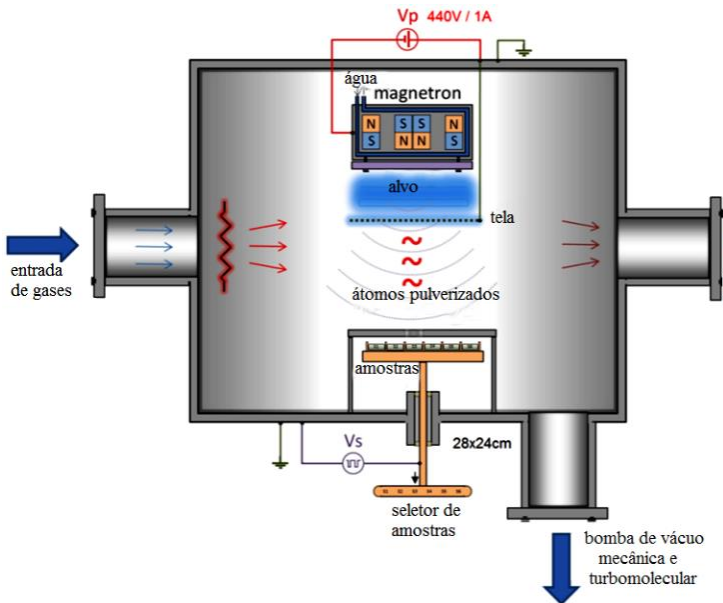 Vp 440V / 1A
água
magnetron
N S S N
S N N S
alvo
tela
entrada
de gases
átomos pulverizados
amostras
Vs
28x24cm
seletor de
amostras
bomba de vácuo
mecânica e
turbomolecular